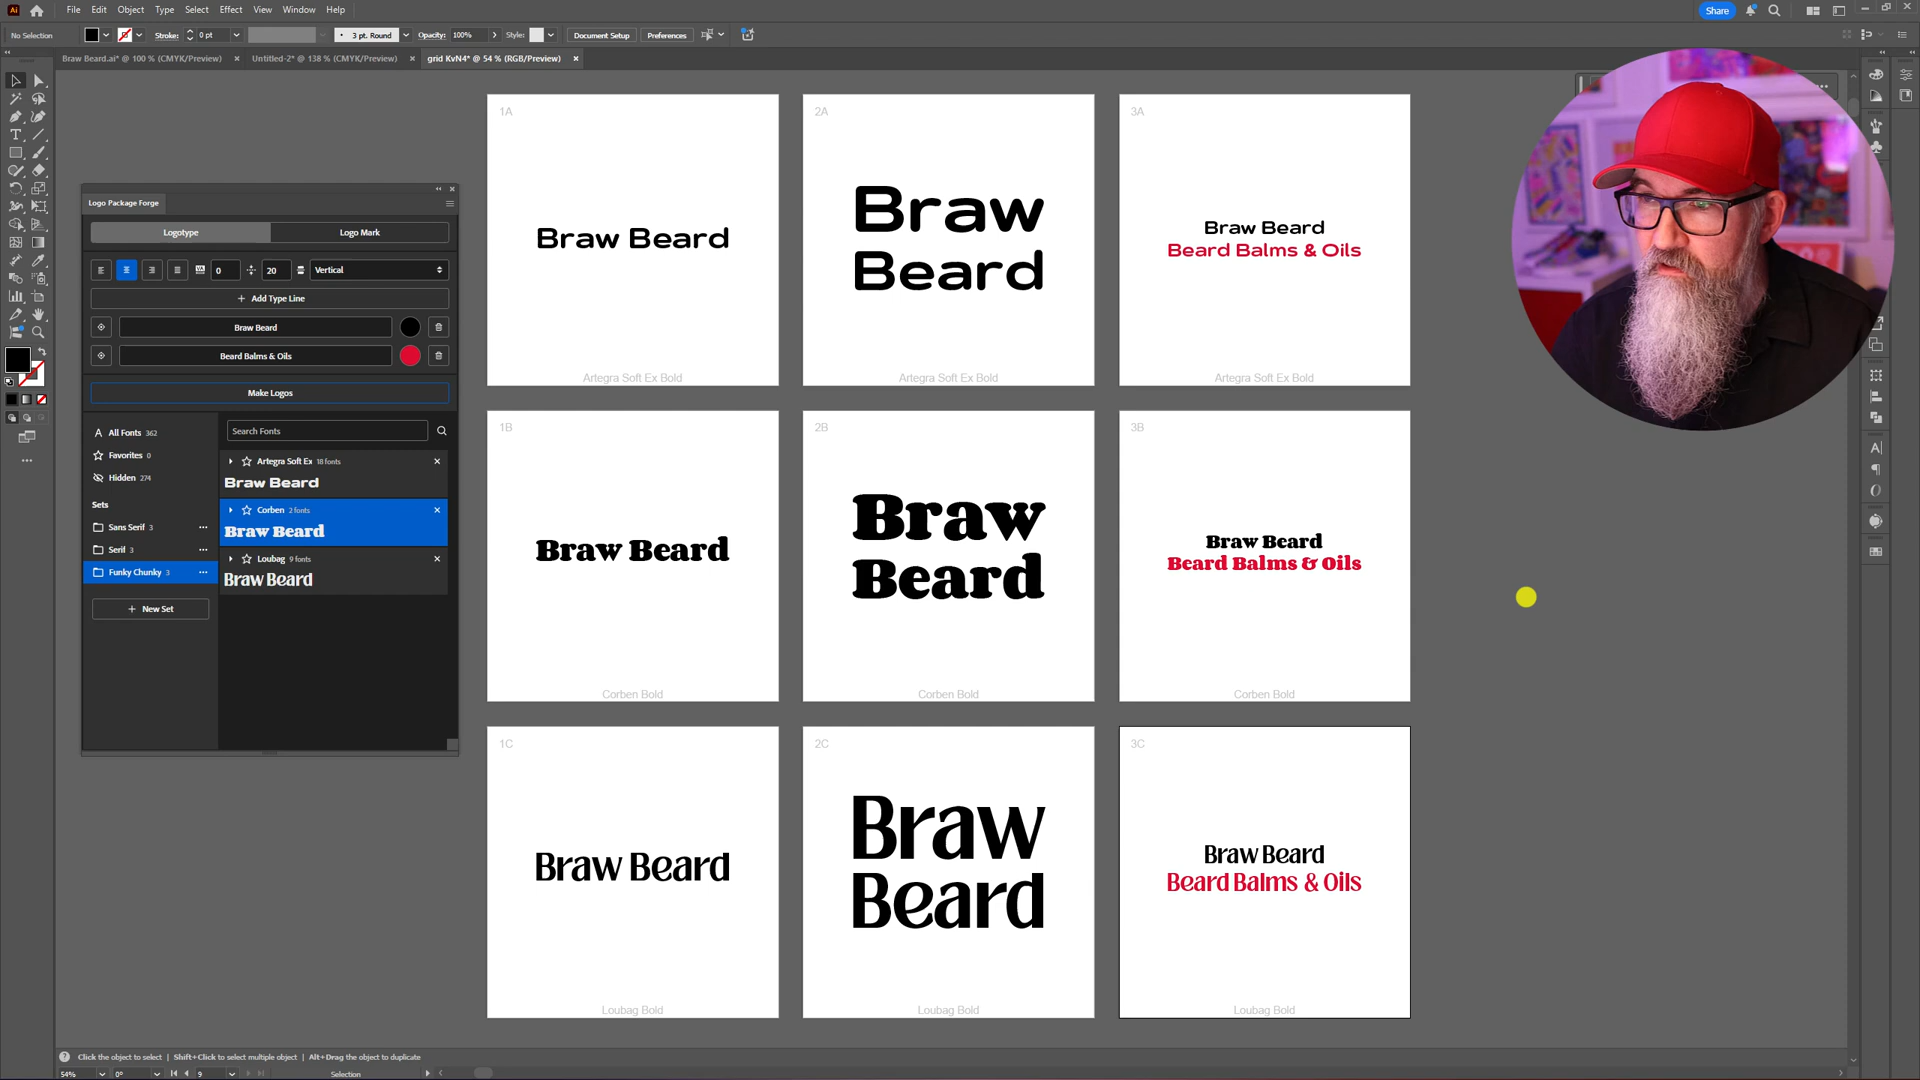 File Edit Object Type Select Effect View Window Help
Share
No Selection
Stroke: 0 pt
3 pt. Round
Opacity: 100%
Style:
Document Setup
Preferences
Braw Beard.ai* @ 100 % (CMYK/Preview)
Untitled-2* @ 138 % (CMYK/Preview)
grid KvN4* @ 54 % (RGB/Preview)
Logo Package Forge
Logotype
Logo Mark
0
20
Vertical
+ Add Type Line
Braw Beard
Beard Balms & Oils
Make Logos
All Fonts 362
Favorites 0
Hidden 274
Sets
Sans Serif 3
Serif 3
Funky Chunky 3
+ New Set
Search Fonts
Artegra Soft Ex 18 fonts
Braw Beard
Corben 2 fonts
Braw Beard
Loubag 9 fonts
Braw Beard
1A
Braw Beard
Artegra Soft Ex Bold
2A
Braw
Beard
Artegra Soft Ex Bold
3A
Braw Beard
Beard Balms & Oils
Artegra Soft Ex Bold
1B
Braw Beard
Corben Bold
2B
Braw
Beard
Corben Bold
3B
Braw Beard
Beard Balms & Oils
Corben Bold
1C
Braw Beard
Loubag Bold
2C
Braw
Beard
Loubag Bold
3C
Braw Beard
Beard Balms & Oils
Loubag Bold
Click the object to select | Shift+Click to select multiple object | Alt+Drag the object to duplicate
54%
0°
9
Selection